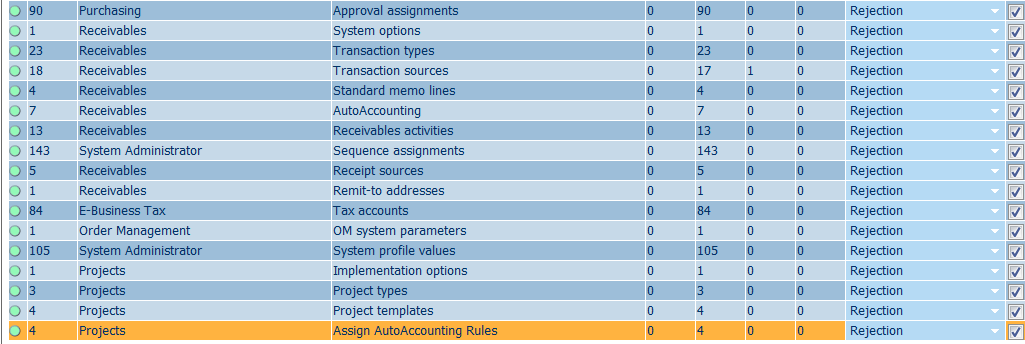 90 Purchasing Approval assignments 0 90 0 0 Rejection
1 Receivables System options 0 1 0 0 Rejection
23 Receivables Transaction types 0 23 0 0 Rejection
18 Receivables Transaction sources 0 17 1 0 Rejection
4 Receivables Standard memo lines 0 4 0 0 Rejection
7 Receivables AutoAccounting 0 7 0 0 Rejection
13 Receivables Receivables activities 0 13 0 0 Rejection
143 System Administrator Sequence assignments 0 143 0 0 Rejection
5 Receivables Receipt sources 0 5 0 0 Rejection
1 Receivables Remit-to addresses 0 1 0 0 Rejection
84 E-Business Tax Tax accounts 0 84 0 0 Rejection
1 Order Management OM system parameters 0 1 0 0 Rejection
105 System Administrator System profile values 0 105 0 0 Rejection
1 Projects Implementation options 0 1 0 0 Rejection
3 Projects Project types 0 3 0 0 Rejection
4 Projects Project templates 0 4 0 0 Rejection
4 Projects Assign AutoAccounting Rules 0 4 0 0 Rejection